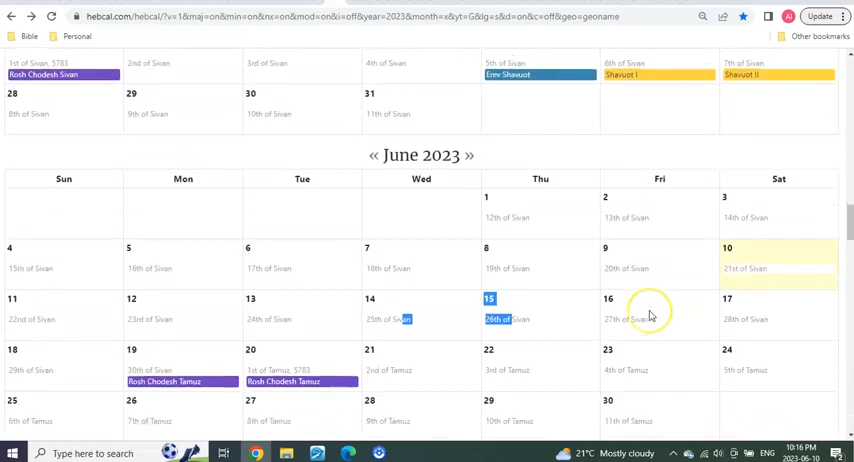 hebcal.com/hebcal/?v=1&maj=on&min=on&nx=on&mod=on&i=off&year=2023&month=x&yt=G&lg=s&d=on&c=off&geo=geoname
AI
Update
Bible
Personal
Other bookmarks
1st of Sivan, 5783 2nd of Sivan 3rd of Sivan 4th of Sivan 5th of Sivan 6th of Sivan 7th of Sivan
Rosh Chodesh Sivan Erev Shavuot Shavuot I Shavuot II
28 29 30 31
8th of Sivan 9th of Sivan 10th of Sivan 11th of Sivan
« June 2023 »
Sun Mon Tue Wed Thu Fri Sat
1 2 3
12th of Sivan 13th of Sivan 14th of Sivan
4 5 6 7 8 9 10
15th of Sivan 16th of Sivan 17th of Sivan 18th of Sivan 19th of Sivan 20th of Sivan 21st of Sivan
11 12 13 14 15 16 17
22nd of Sivan 23rd of Sivan 24th of Sivan 25th of Sivan 26th of Sivan 27th of Sivan 28th of Sivan
18 19 20 21 22 23 24
29th of Sivan 30th of Sivan 1st of Tamuz, 5783 2nd of Tamuz 3rd of Tamuz 4th of Tamuz 5th of Tamuz
Rosh Chodesh Tamuz Rosh Chodesh Tamuz
25 26 27 28 29 30
6th of Tamuz 7th of Tamuz 8th of Tamuz 9th of Tamuz 10th of Tamuz 11th of Tamuz
Type here to search
21°C Mostly cloudy
ENG
10:16 PM
2023-06-10
2